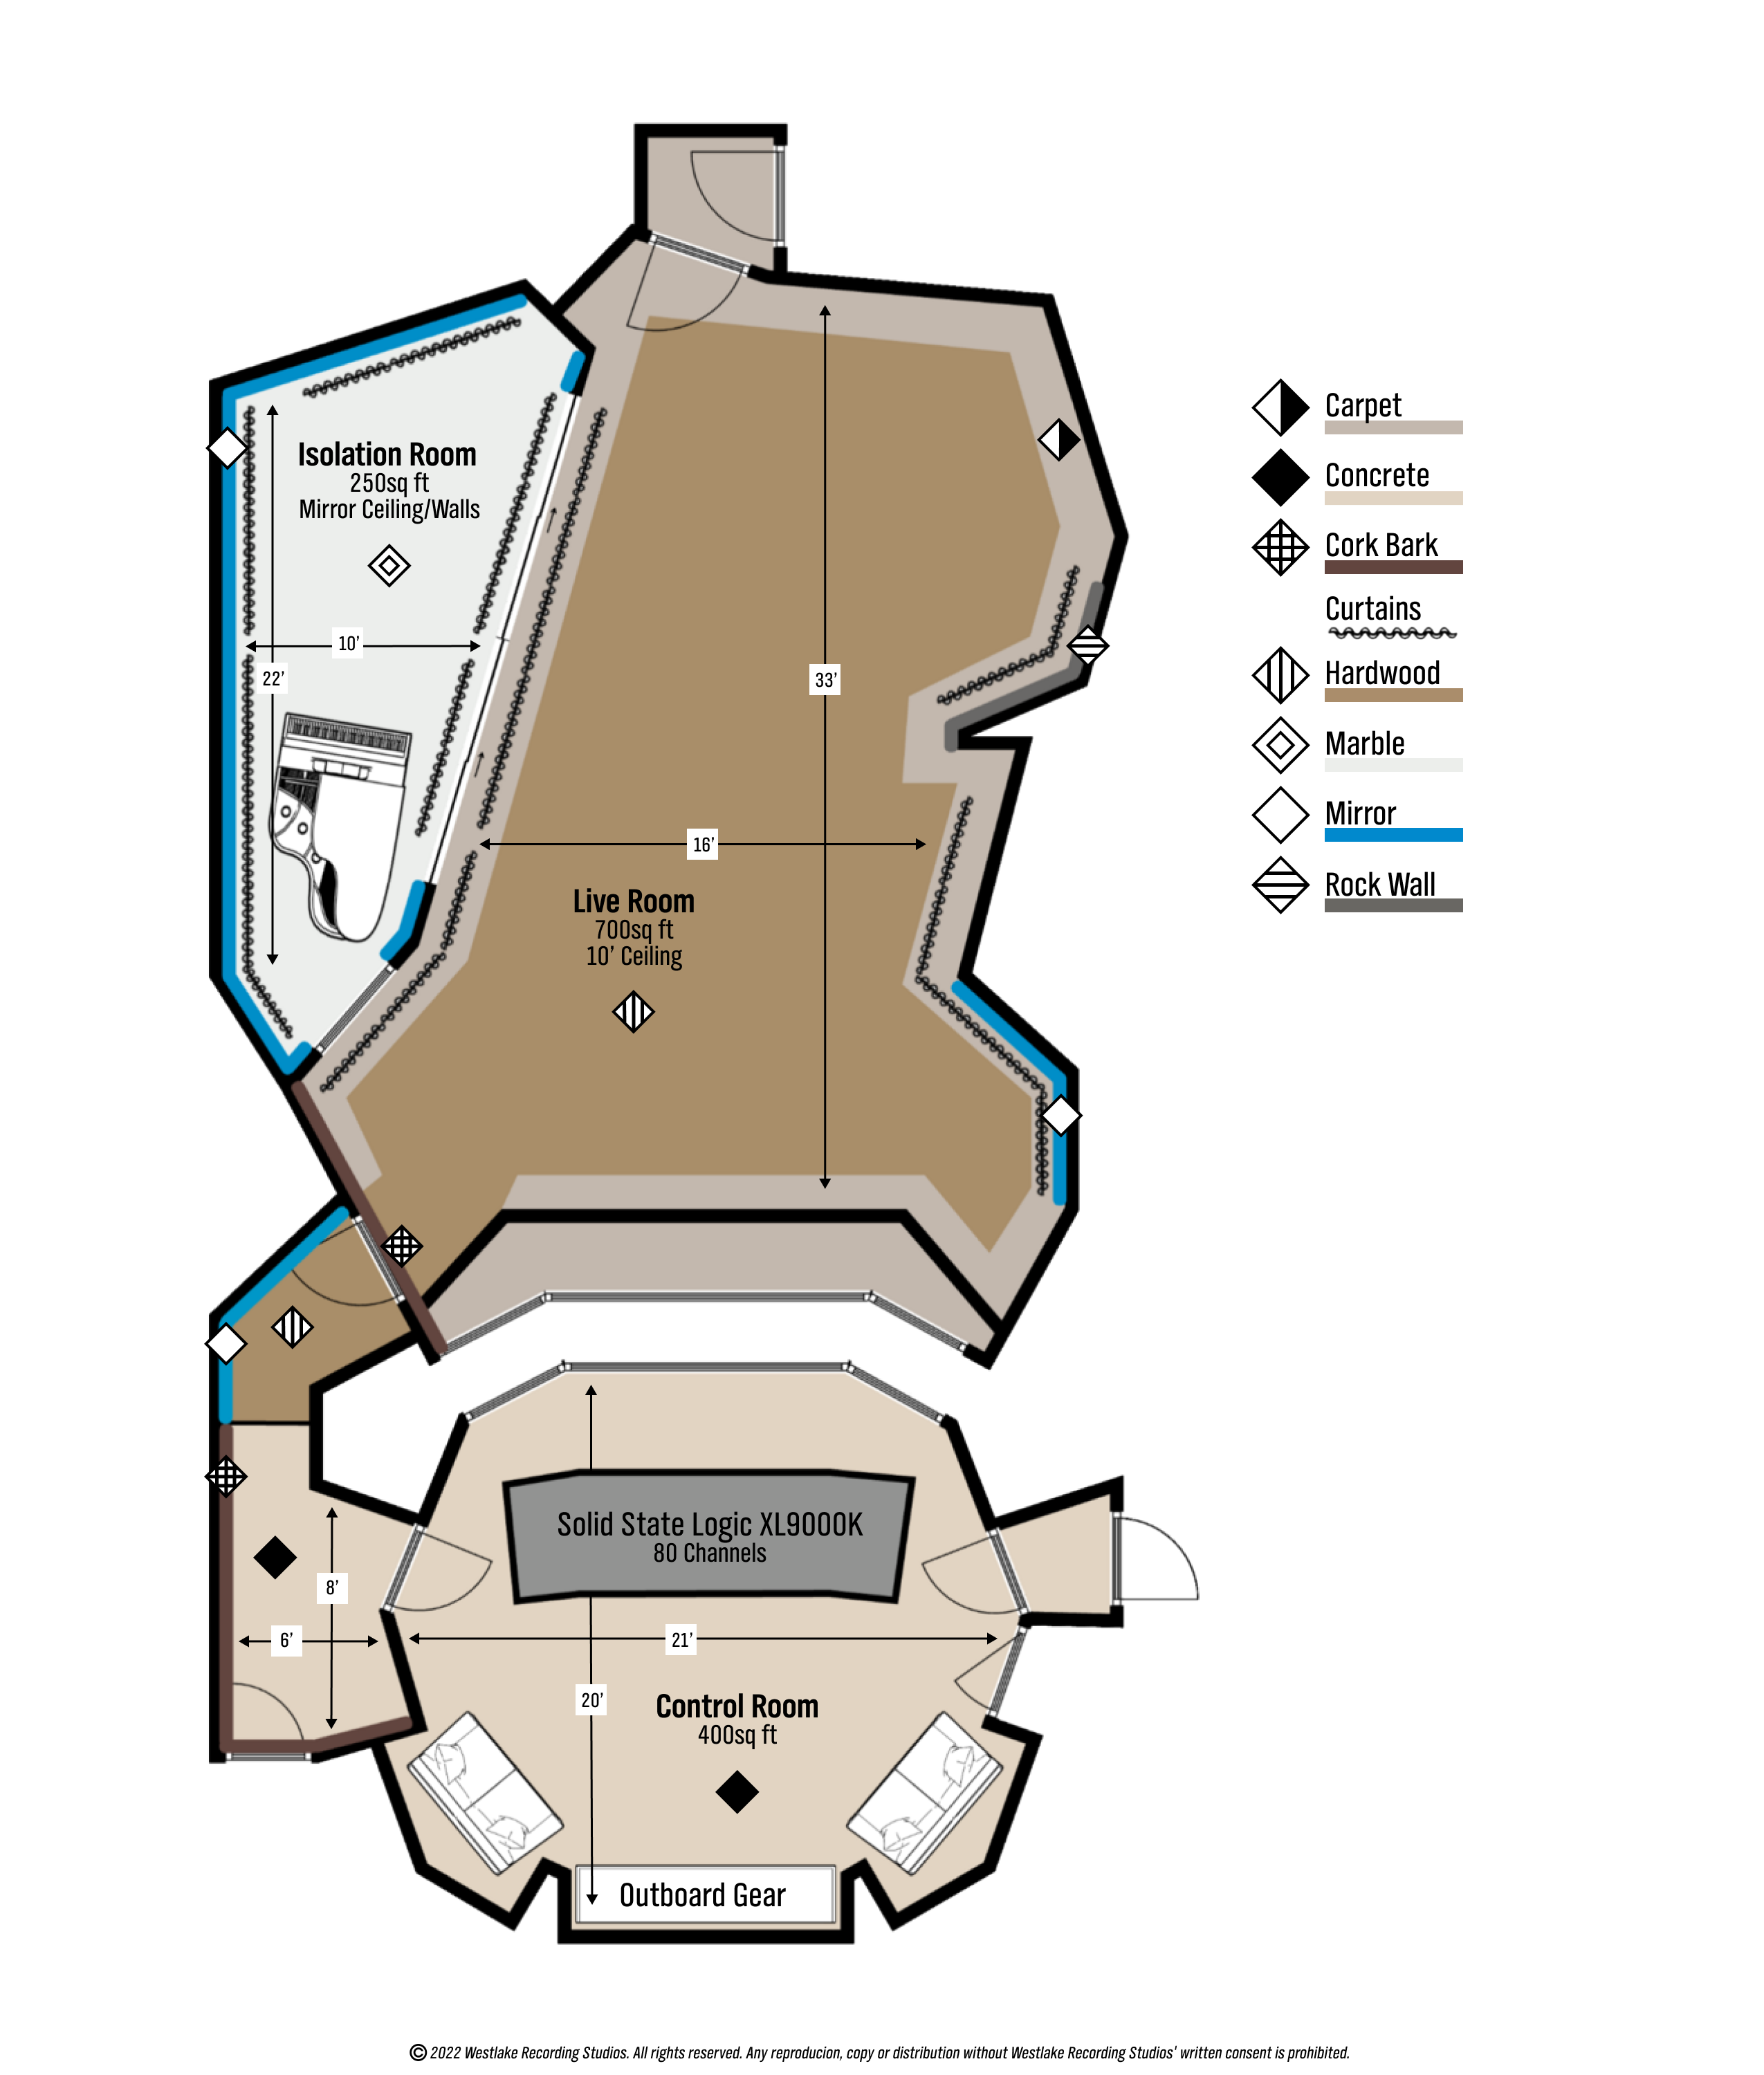 Isolation Room
250sq ft
Mirror Ceiling/Walls
10’
22’
33’
16’
Live Room
700sq ft
10’ Ceiling
Carpet
Concrete
Cork Bark
Curtains
Hardwood
Marble
Mirror
Rock Wall
Solid State Logic XL9000K
80 Channels
8’
6’
21’
20’
Control Room
400sq ft
Outboard Gear
© 2022 Westlake Recording Studios. All rights reserved. Any reproducion, copy or distribution without Westlake Recording Studios' written consent is prohibited.